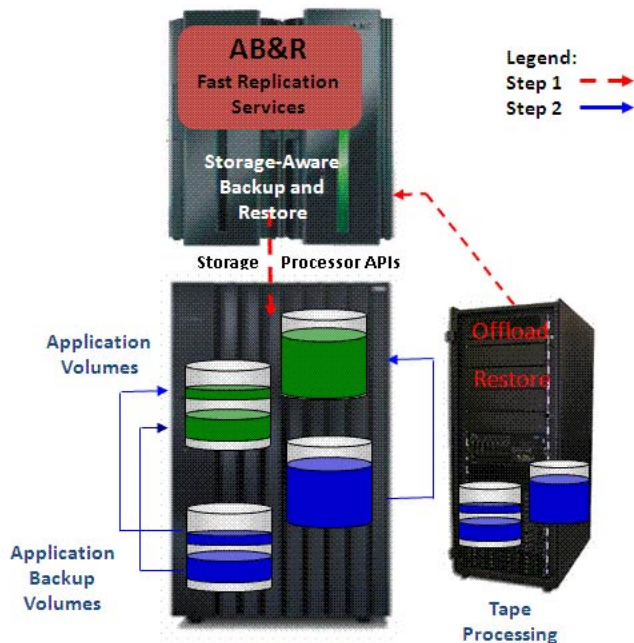 AB&R
Fast Replication
Services
Storage-Aware
Backup and
Restore
Legend:
Step 1
Step 2
Storage Processor APIs
Application
Volumes
Offload
Restore
Application
Backup
Volumes
Tape
Processing